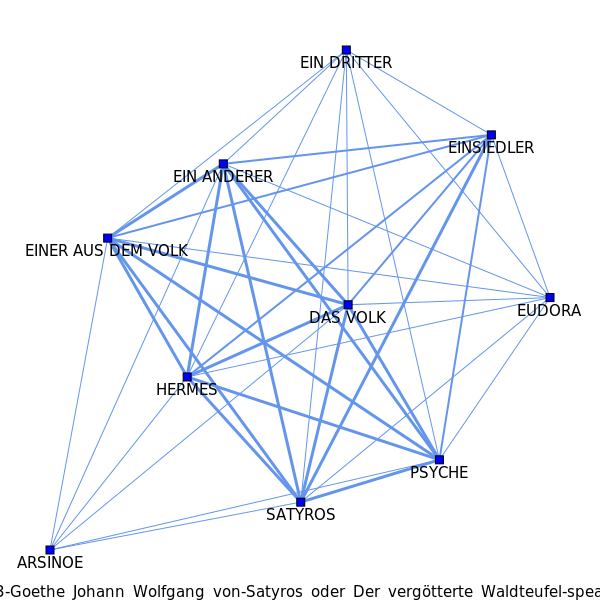 EIN DRITTER
EINSIEDLER
EIN ANDERER
EINER AUS DEM VOLK
EUDORA
DAS VOLK
HERMES
PSYCHE
SATYROS
ARSINOE
3-Goethe Johann Wolfgang von-Satyros oder Der vergötterte Waldteufel-spea